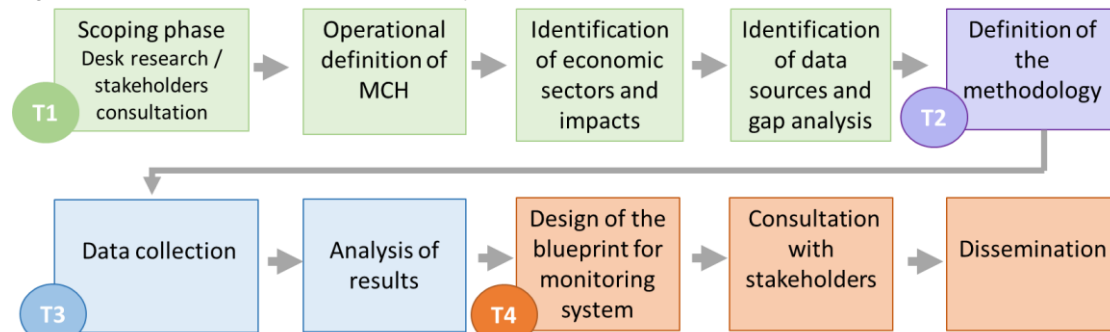 Scoping phase
Desk research /
stakeholders
consultation
T1
Operational
definition of
MCH
Identification
of economic
sectors and
impacts
Identification
of data
sources and
gap analysis
Definition of
the
methodology
T2
Data collection
T3
Analysis of
results
Design of the
blueprint for
monitoring
system
T4
Consultation
with
stakeholders
Dissemination